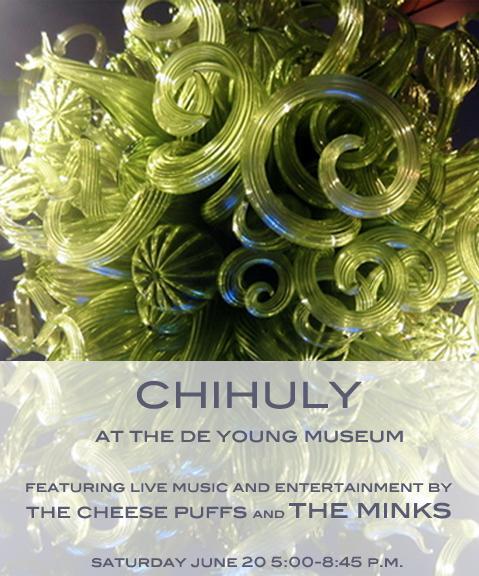 CHIHULY
AT THE DE YOUNG MUSEUM
FEATURING LIVE MUSIC AND ENTERTAINMENT BY
THE CHEESE PUFFS AND THE MINKS
SATURDAY JUNE 20 5:00-8:45 P.M.